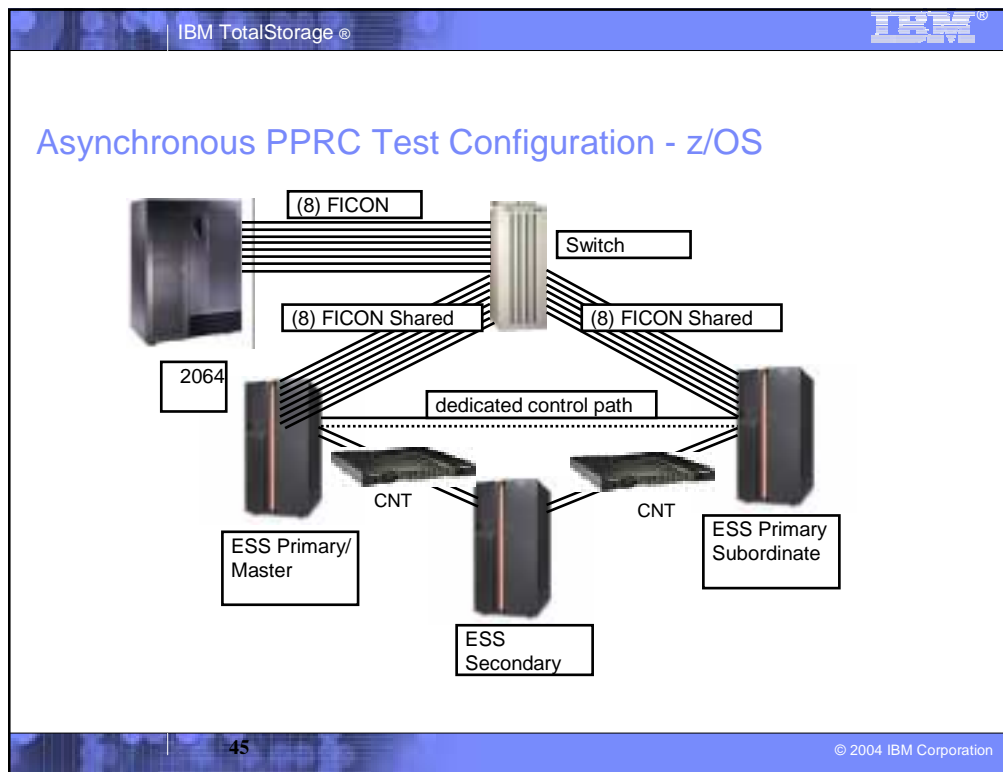 IBM TotalStorage ®
IBM®
Asynchronous PPRC Test Configuration - z/OS
(8) FICON
Switch
(8) FICON Shared
(8) FICON Shared
2064
dedicated control path
CNT
CNT
ESS Primary/
Master
ESS Primary
Subordinate
ESS
Secondary
45
© 2004 IBM Corporation